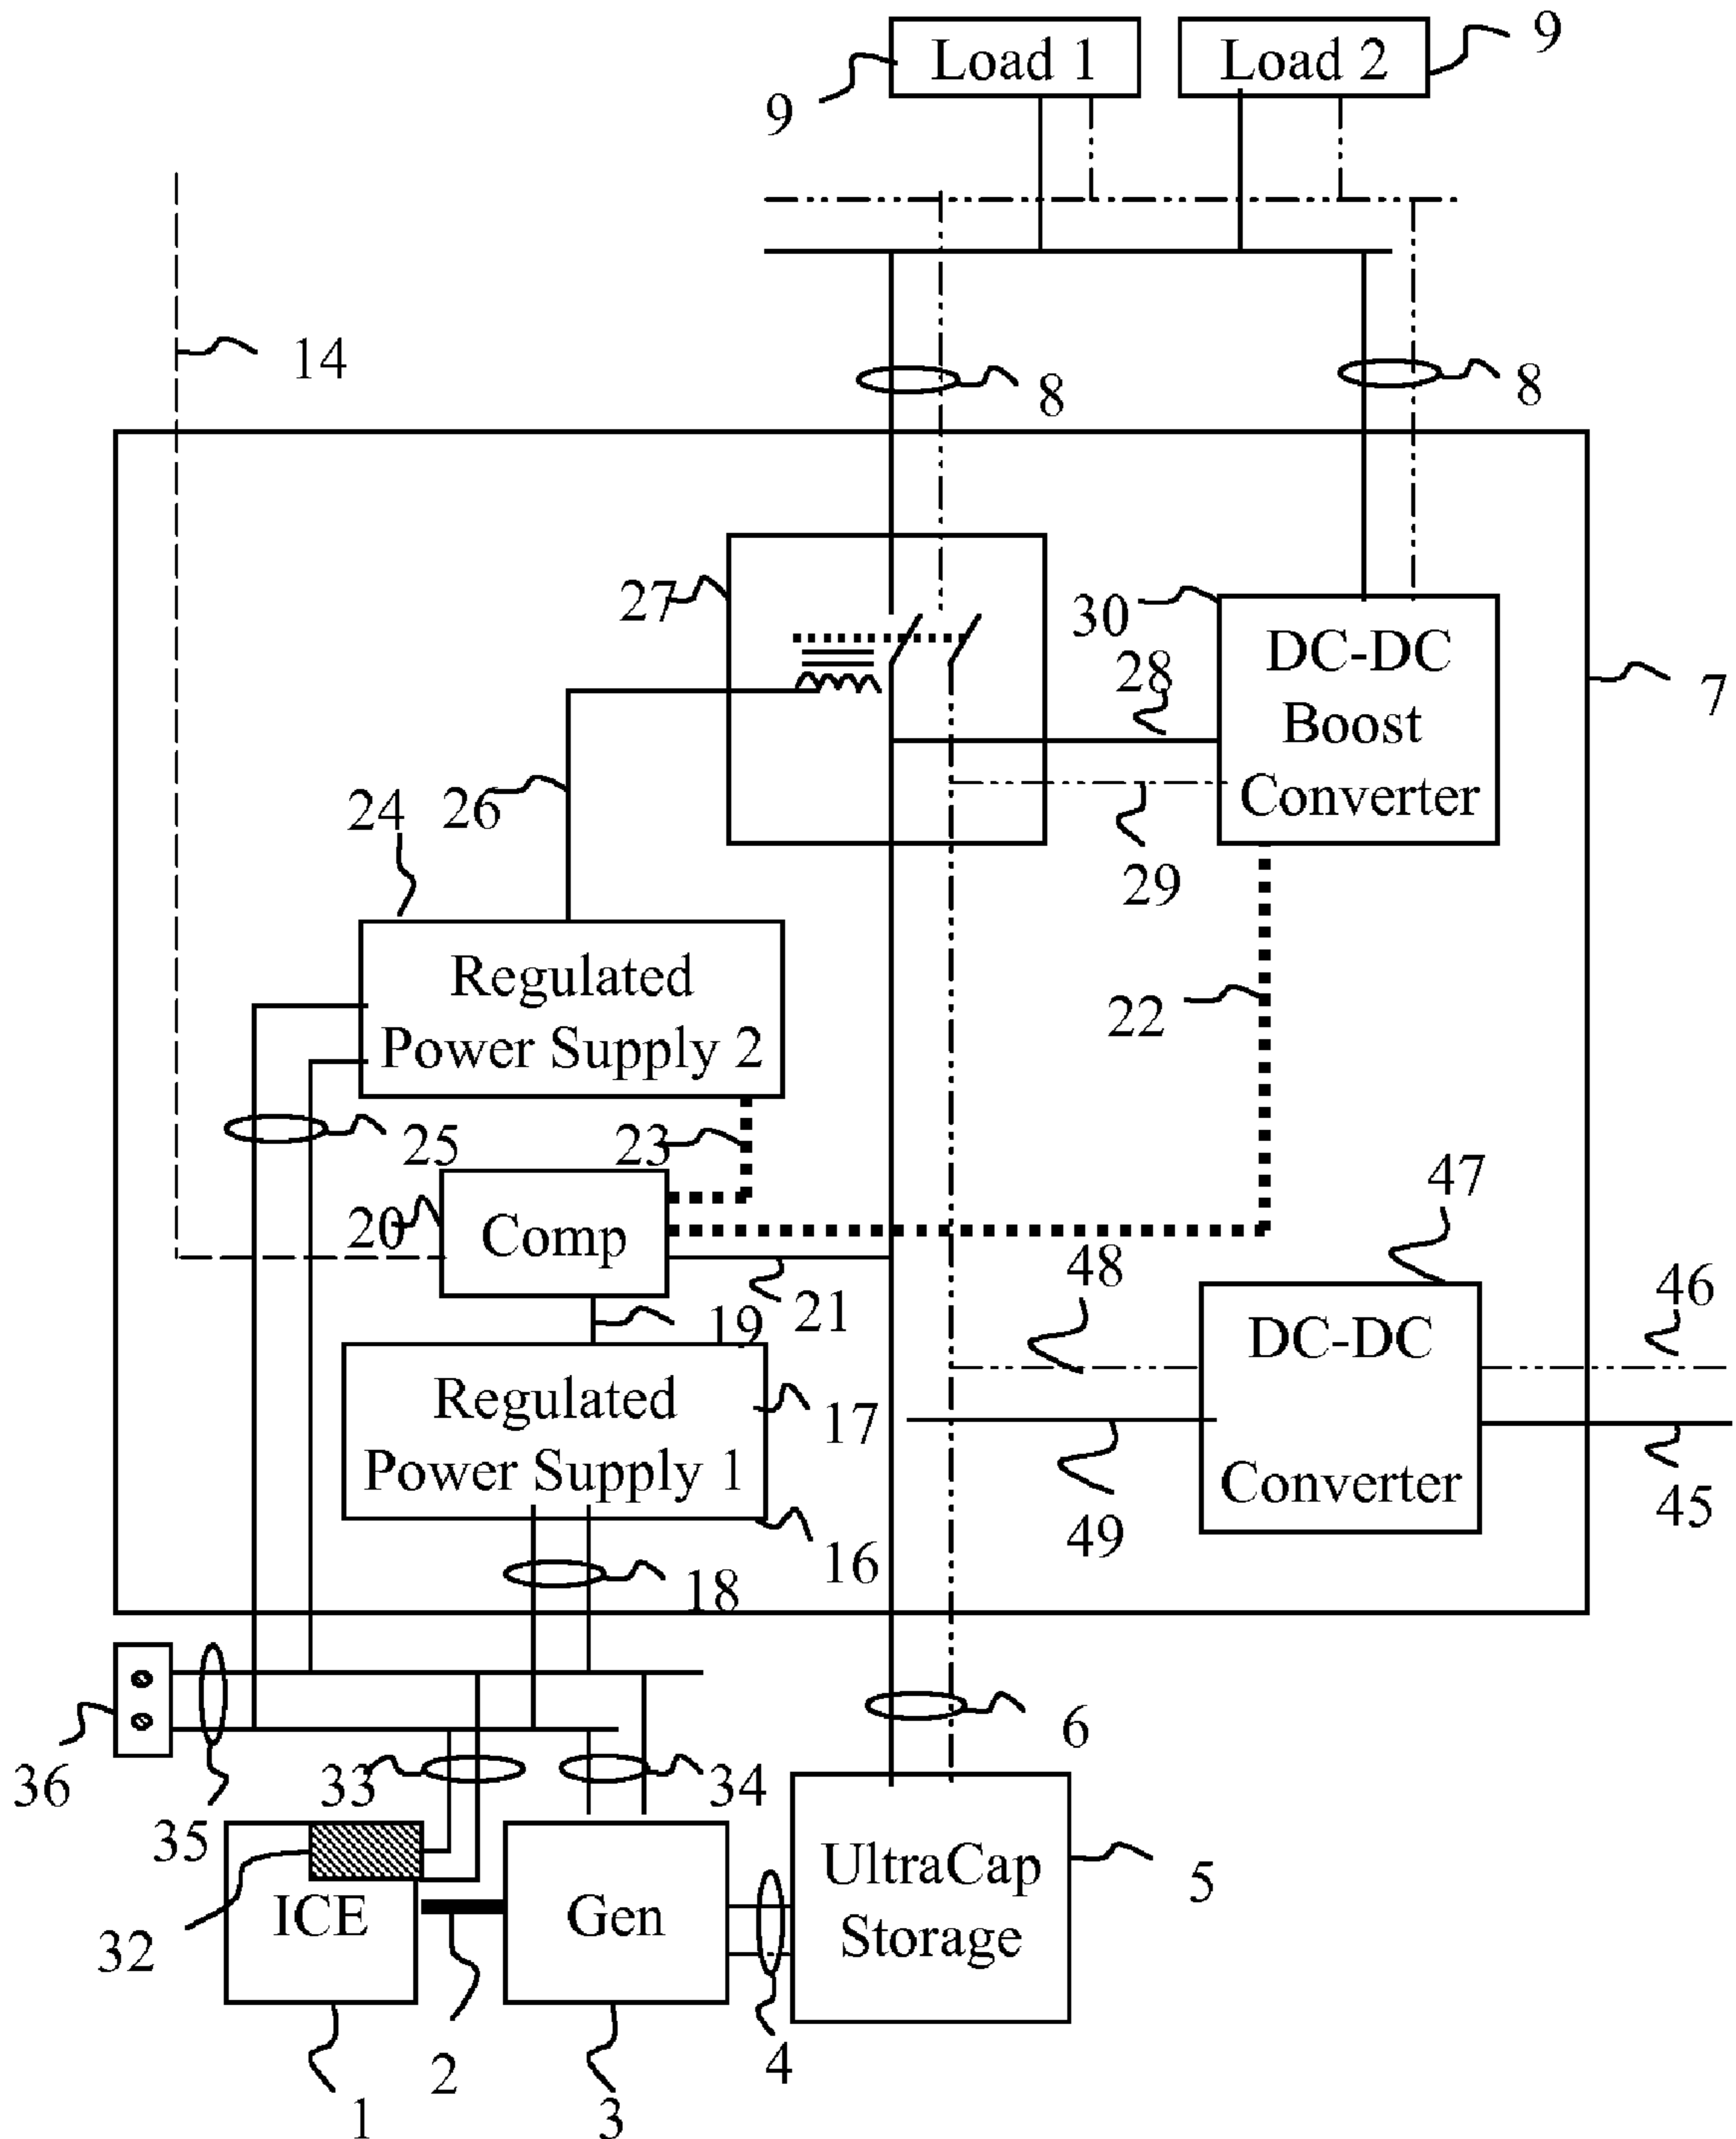 Load 1
Load 2
9
9
14
8
8
27
30
DC-DC
Boost
Converter
28
7
26
24
29
Regulated
Power Supply 2
22
25
23
20
Comp
47
48
46
19
21
DC-DC
Converter
Regulated
Power Supply 1
17
49
45
16
18
36
35
33
34
6
32
ICE
Gen
UltraCap
Storage
5
1
2
3
4